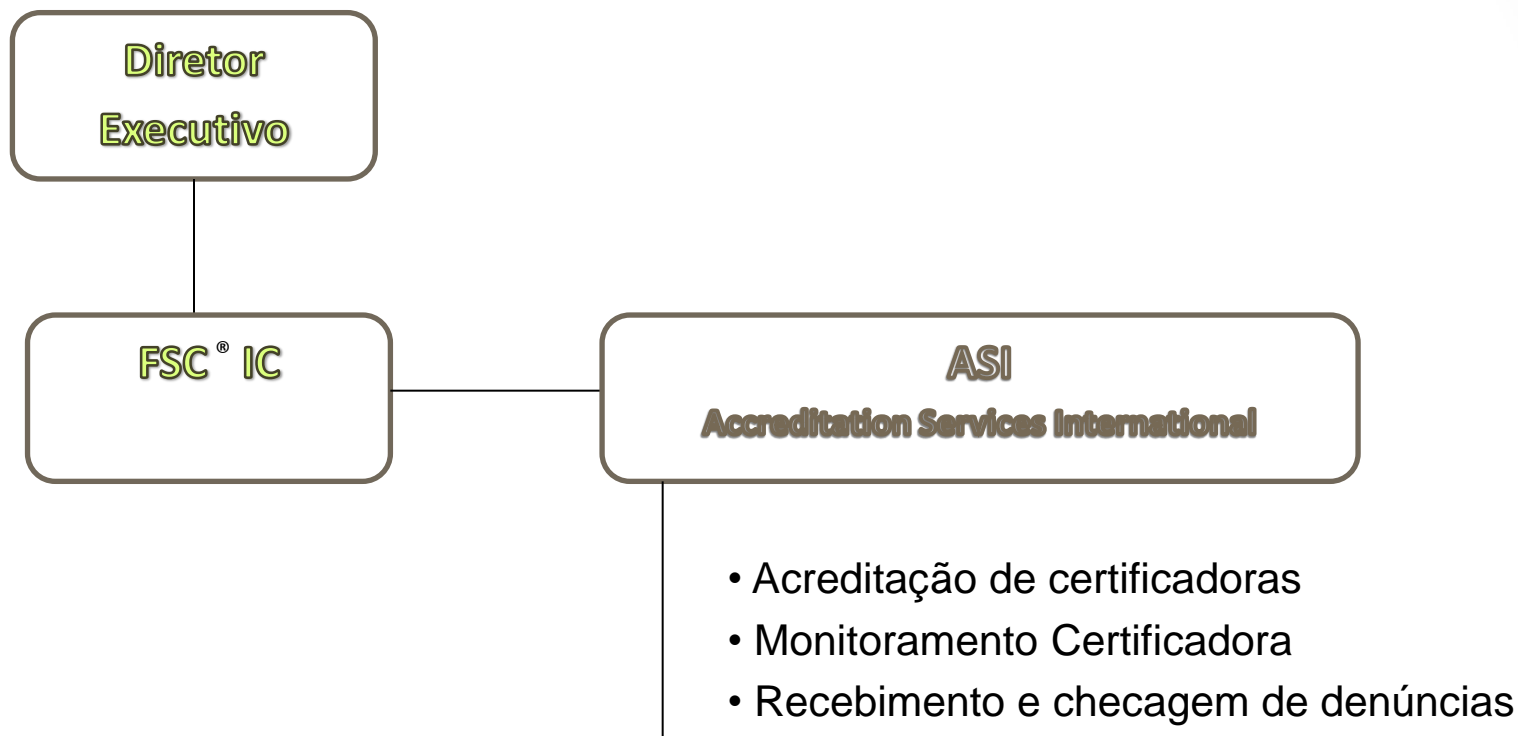 Diretor
Executivo
FSC® IC
ASI
Accreditation Services International
• Acreditação de certificadoras
• Monitoramento Certificadora
• Recebimento e checagem de denúncias